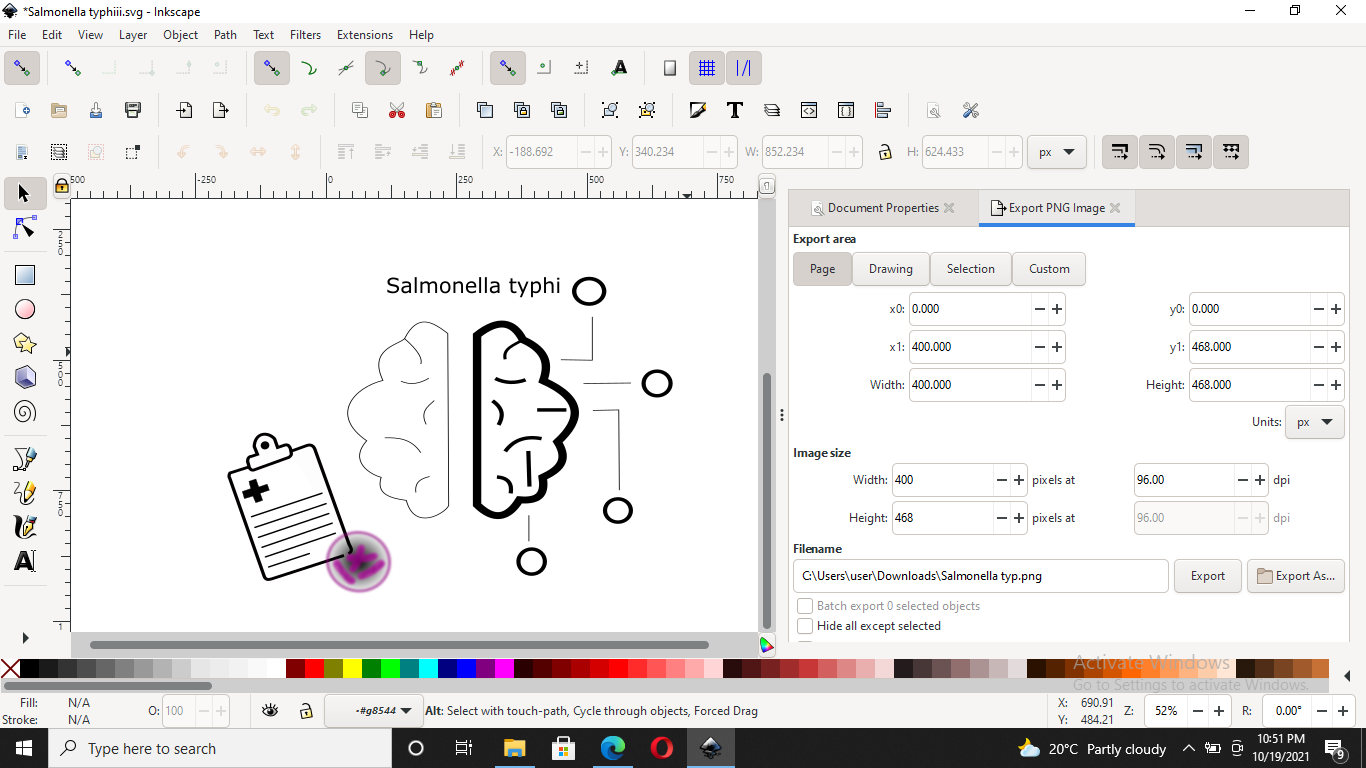 *Salmonella typhiii.svg - Inkscape
File Edit View Layer Object Path Text Filters Extensions Help
X: -188.692 Y: 340.234 W: 852.234 H: 624.433 px
500 -250 0 250 500 750
250
500
750
1
Document Properties Export PNG Image
Export area
Page Drawing Selection Custom
x0: 0.000 y0: 0.000
x1: 400.000 y1: 468.000
Width: 400.000 Height: 468.000
Units: px
Image size
Width: 400 pixels at 96.00 dpi
Height: 468 pixels at 96.00 dpi
Filename
C:\Users\user\Downloads\Salmonella typ.png Export Export As...
Batch export 0 selected objects
Hide all except selected
Salmonella typhi
Activate Windows
Go to Settings to activate Windows.
Fill: N/A
Stroke: N/A
O: 100
·#g8544
Alt: Select with touch-path, Cycle through objects, Forced Drag
X: 690.91
Y: 484.21
Z: 52% R: 0.00°
Type here to search
20°C Partly cloudy
10:51 PM
10/19/2021
9